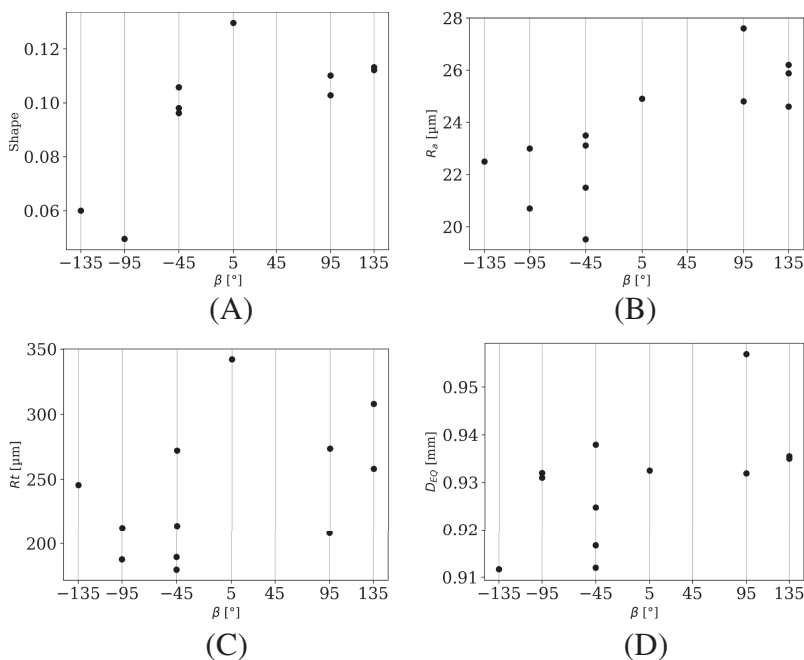 0.12
0.10
0.08
0.06
Shape
−135 −95 −45 5 45 95 135
β [°]
(A)
28
26
24
22
20
Rₐ [µm]
−135 −95 −45 5 45 95 135
β [°]
(B)
350
300
250
200
Rt [µm]
−135 −95 −45 5 45 95 135
β [°]
(C)
0.95
0.94
0.93
0.92
0.91
D_EQ [mm]
−135 −95 −45 5 45 95 135
β [°]
(D)